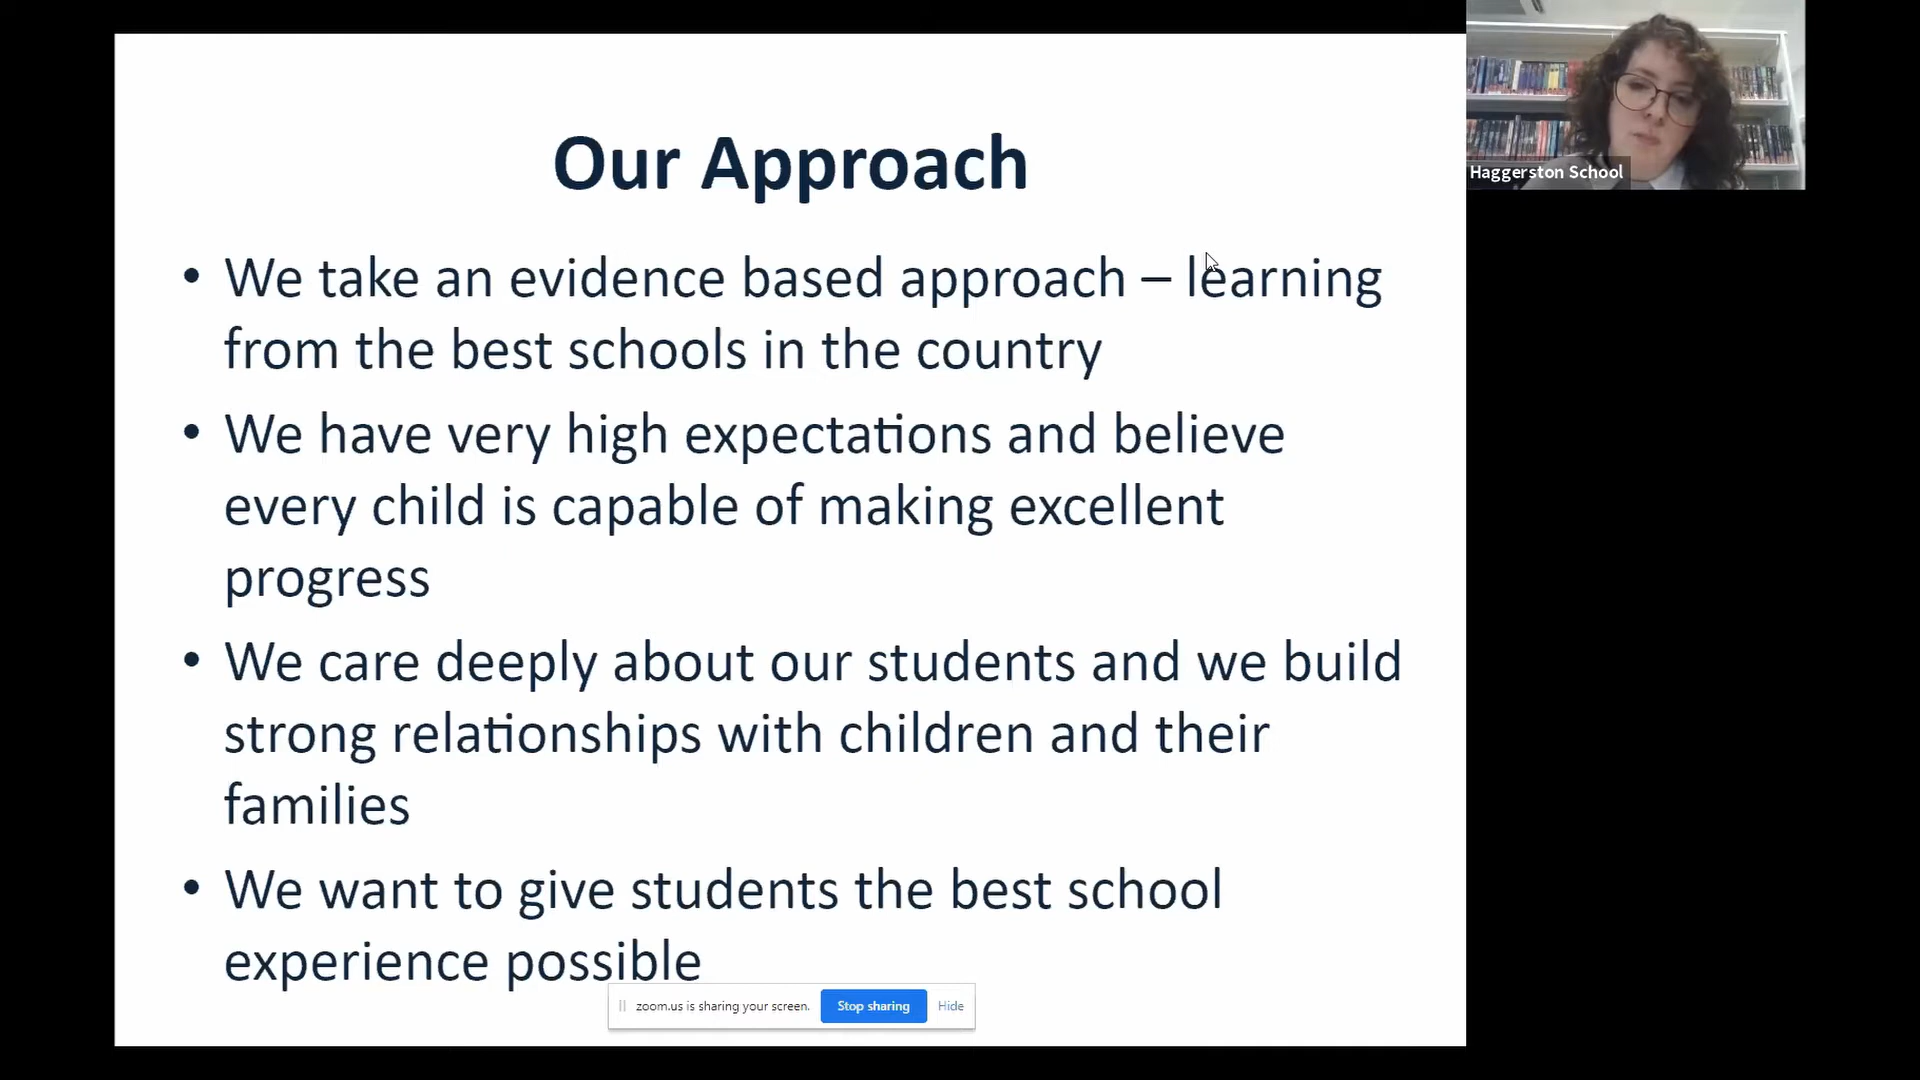 Our Approach
• We take an evidence based approach – learning
from the best schools in the country
• We have very high expectations and believe
every child is capable of making excellent
progress
• We care deeply about our students and we build
strong relationships with children and their
families
• We want to give students the best school
experience possible
zoom.us is sharing your screen. Stop sharing Hide
Haggerston School